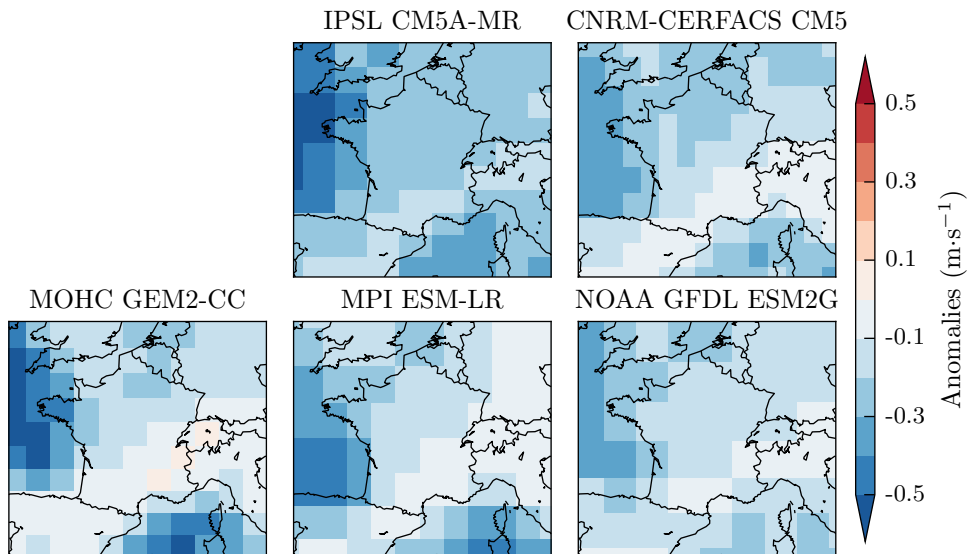 IPSL CM5A-MR
CNRM-CERFACS CM5
MOHC GEM2-CC
MPI ESM-LR
NOAA GFDL ESM2G
0.5
0.3
0.1
-0.1
-0.3
-0.5
Anomalies (m·s⁻¹)